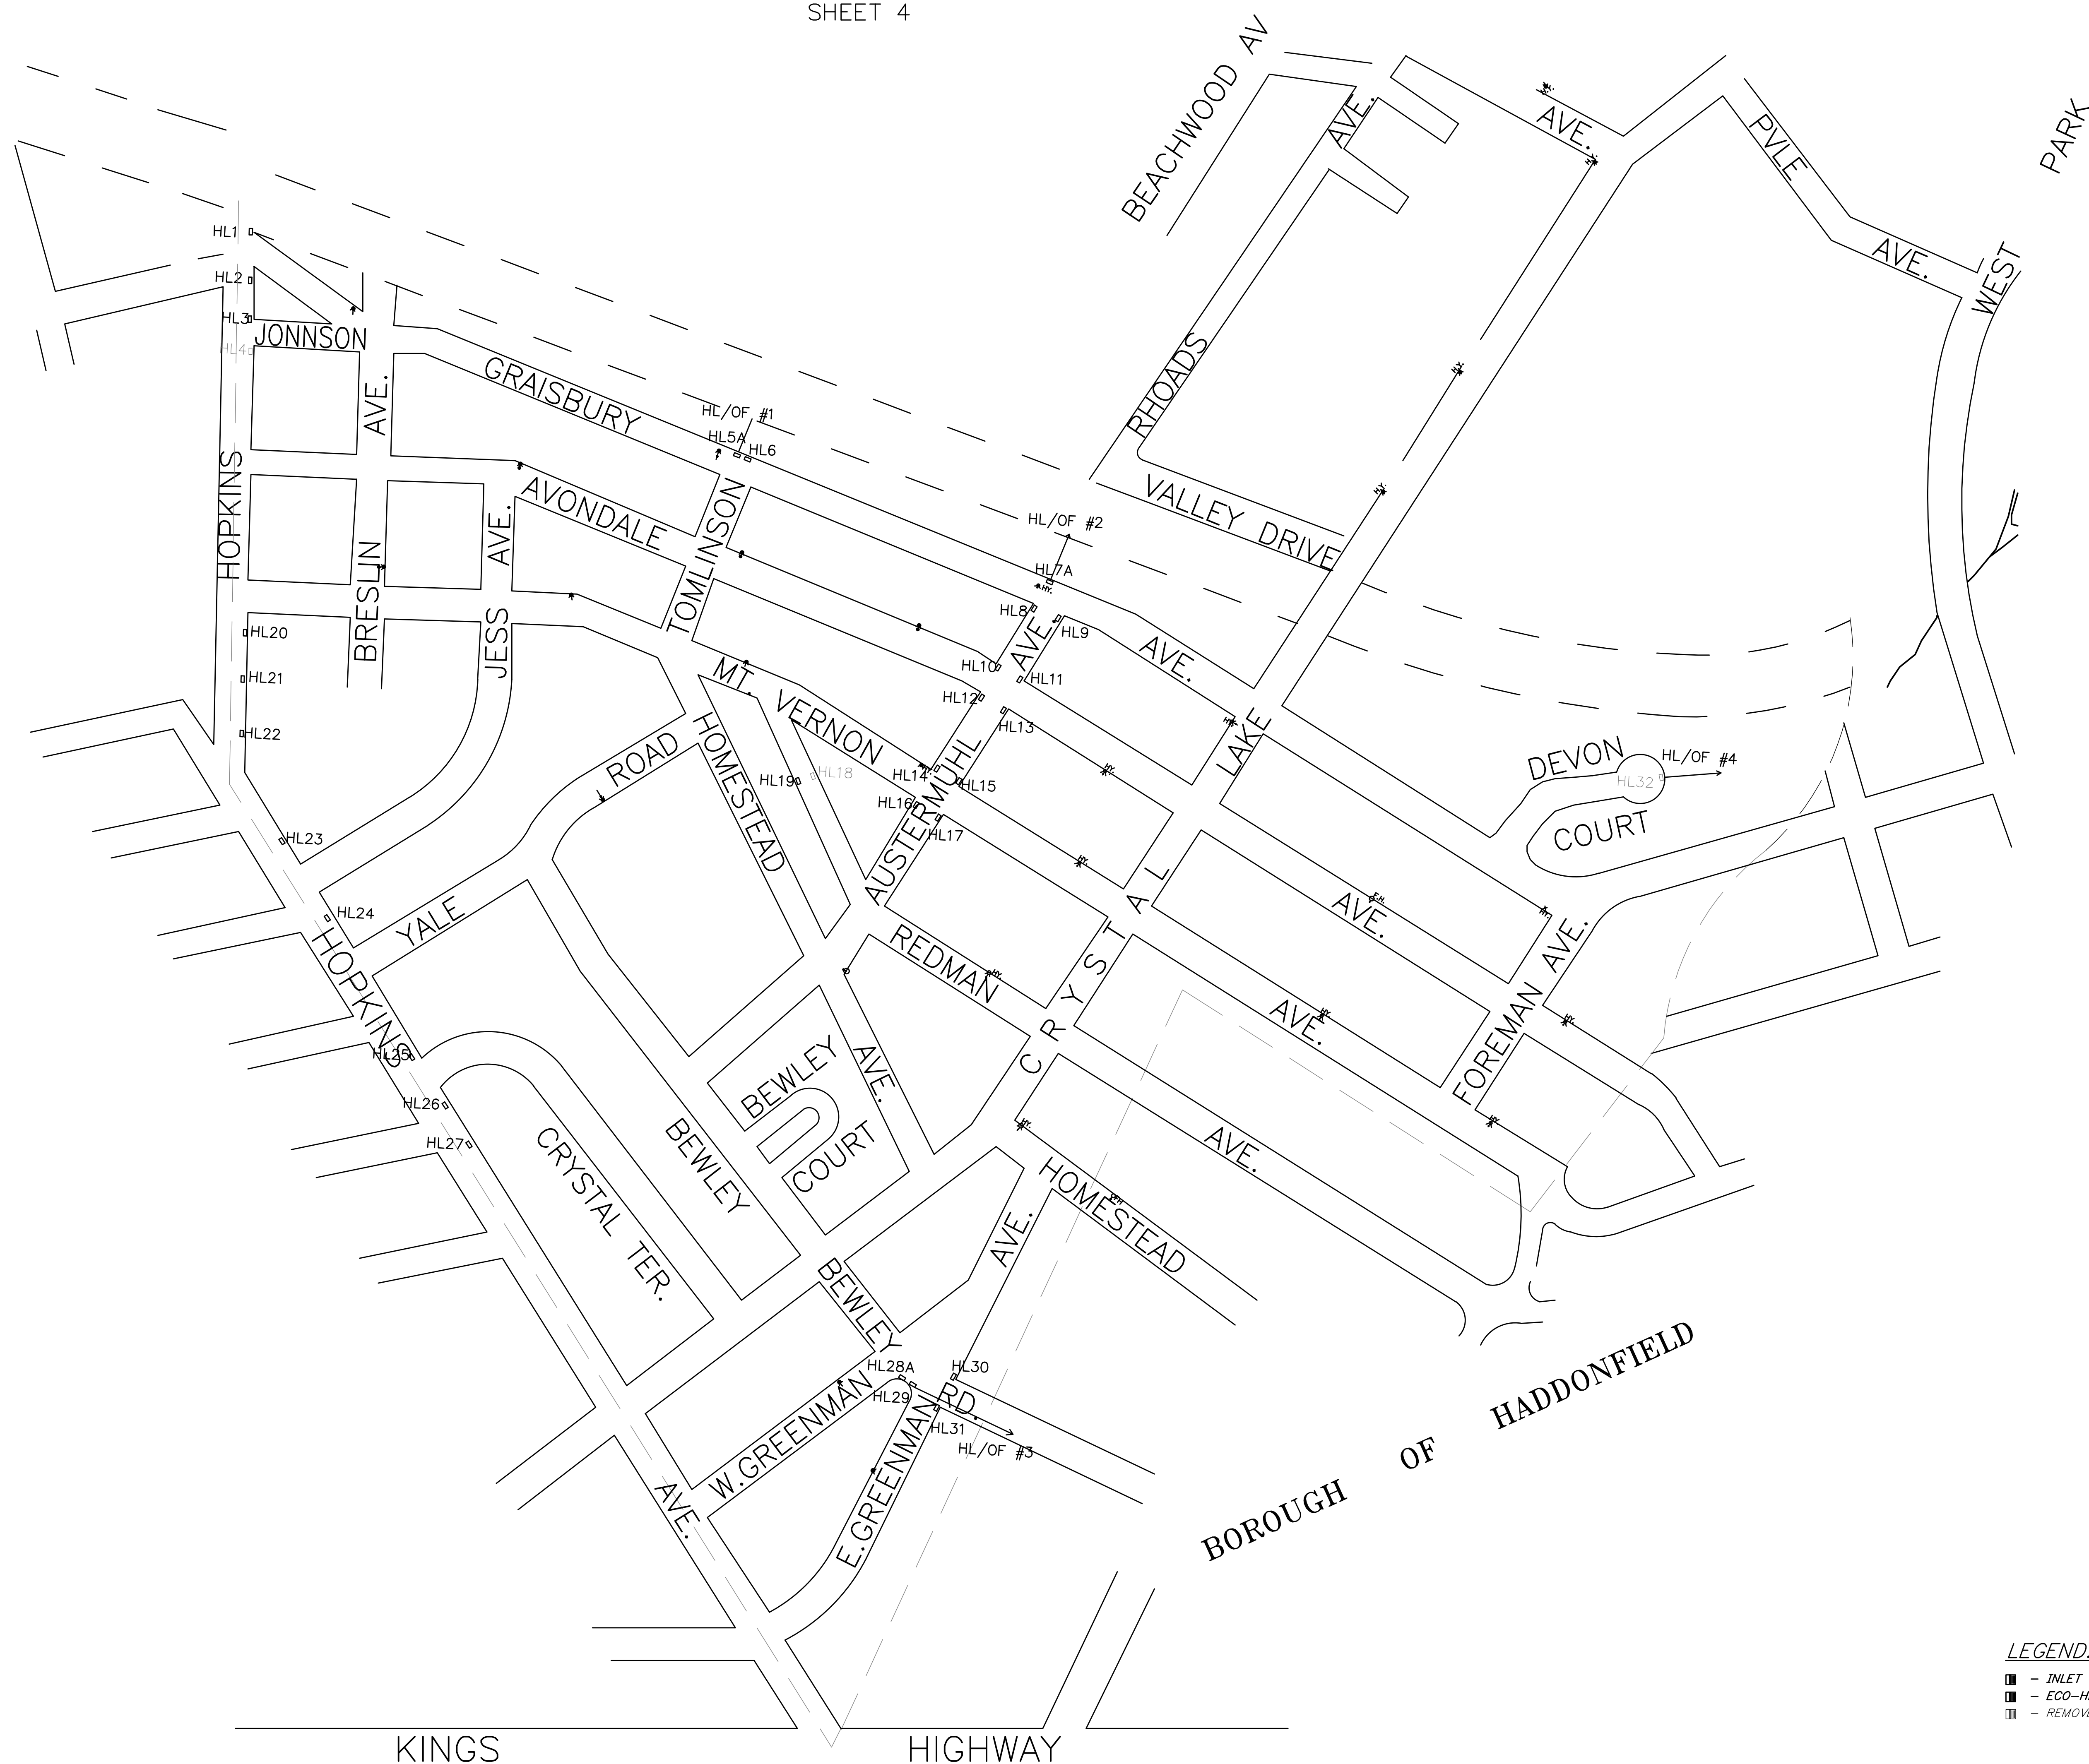 SHEET 4
BEACHWOOD AV
AVE.
AVE.
PVLE
AVE.
PARK
WEST
HL1
HL2
HL3
HL4
JONNSON
AVE.
GRAISBURY
HL/OF #1
HL5A
HL6
RHOADS
VALLEY DRIVE
HOPKINS
AVONDALE
AVE.
TOMLINSON
BRESLIN
JESS
HL/OF #2
HL7A
HL8
HL9
AVE.
AVE.
HL10
HL11
HL12
HL13
HL20
HL21
HL22
HL23
HL24
MT. VERNON
HOMESTEAD
ROAD
YALE
HL19
HL18
HL14
HL15
HL16
HL17
AUSTERMUHL
LAKE
DEVON
COURT
HL32
HL/OF #4
AVE.
F.H.
HY.
REDMAN
CRYSTAL
AVE.
FOREMAN AVE.
HOPKINS
HL25
HL26
HL27
BEWLEY
COURT
AVE.
CRYSTAL TER.
BEWLEY
AVE.
HOMESTEAD
AVE.
BEWLEY
HL28A
HL29
HL30
RD.
HL31
HL/OF #3
W.GREENMAN
E.GREENMAN
AVE.
BOROUGH OF HADDONFIELD
KINGS HIGHWAY
LEGEND:
- INLET
- ECO-H
- REMOVE